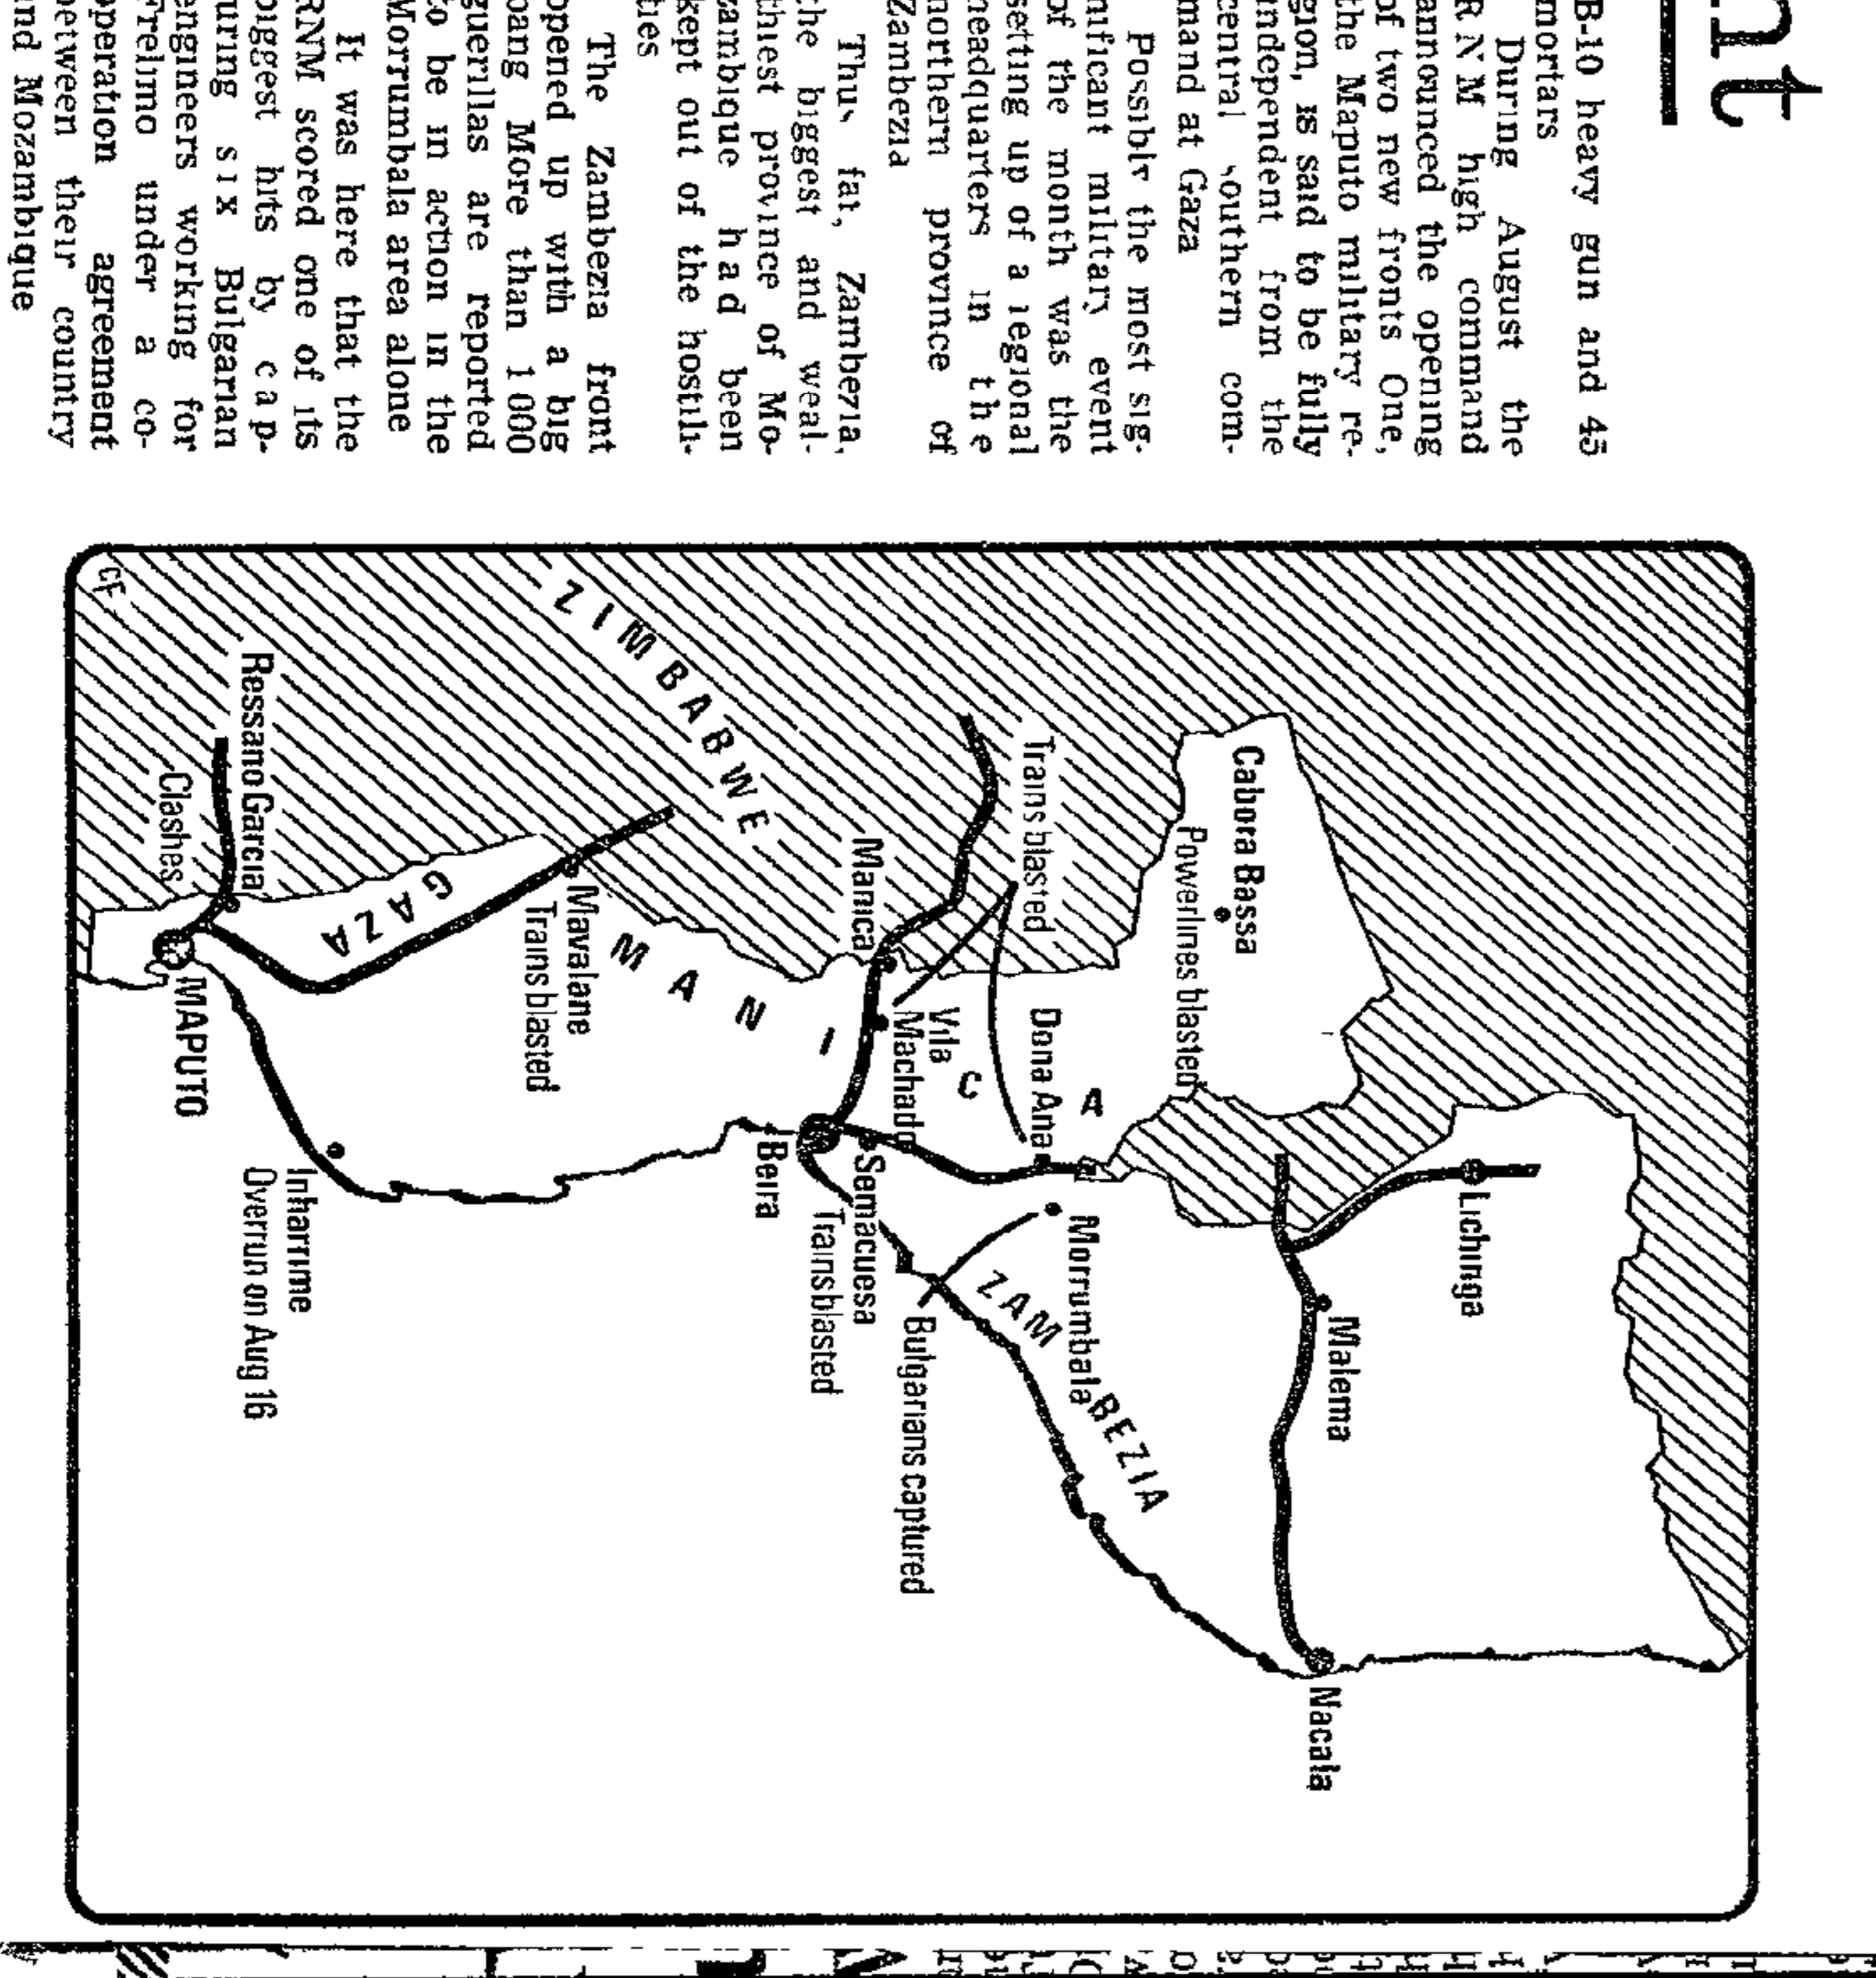 nt
B-10 heavy gun and 45
mortars
During August the
RNM high command
announced the opening
of two new fronts One,
the Maputo military re-
gion, is said to be fully
independent from the
central southern com-
mand at Gaza
Possibly the most sig-
nificant military event
of the month was the
setting up of a regional
headquarters in the
northern province of
Zambezia
Thus far, Zambezia,
the biggest and weal-
thiest province of Mo-
zambique had been
kept out of the hostili-
ties
The Zambezia front
opened up with a big
bang More than 1 000
guerillas are reported
to be in action in the
Morrumbala area alone
It was here that the
RNM scored one of its
biggest hits by cap-
turing six Bulgarian
engineers working for
Frelimo under a co-
operation agreement
between their country
and Mozambique
Lichinga
Malema
Nacala
Cabora Bassa
Powerlines blasted
Trains blasted
Dona Ana
Vila
Machado
Manica
MANICA
ZIMBABWE
Morrumbala
ZAMBEZIA
Bulgarians captured
Semacuesa
Trains blasted
Beira
Mavalane
Trains blasted
GAZA
Inharrime
Overrun on Aug 16
Ressano Garcia
Clashes
MAPUTO